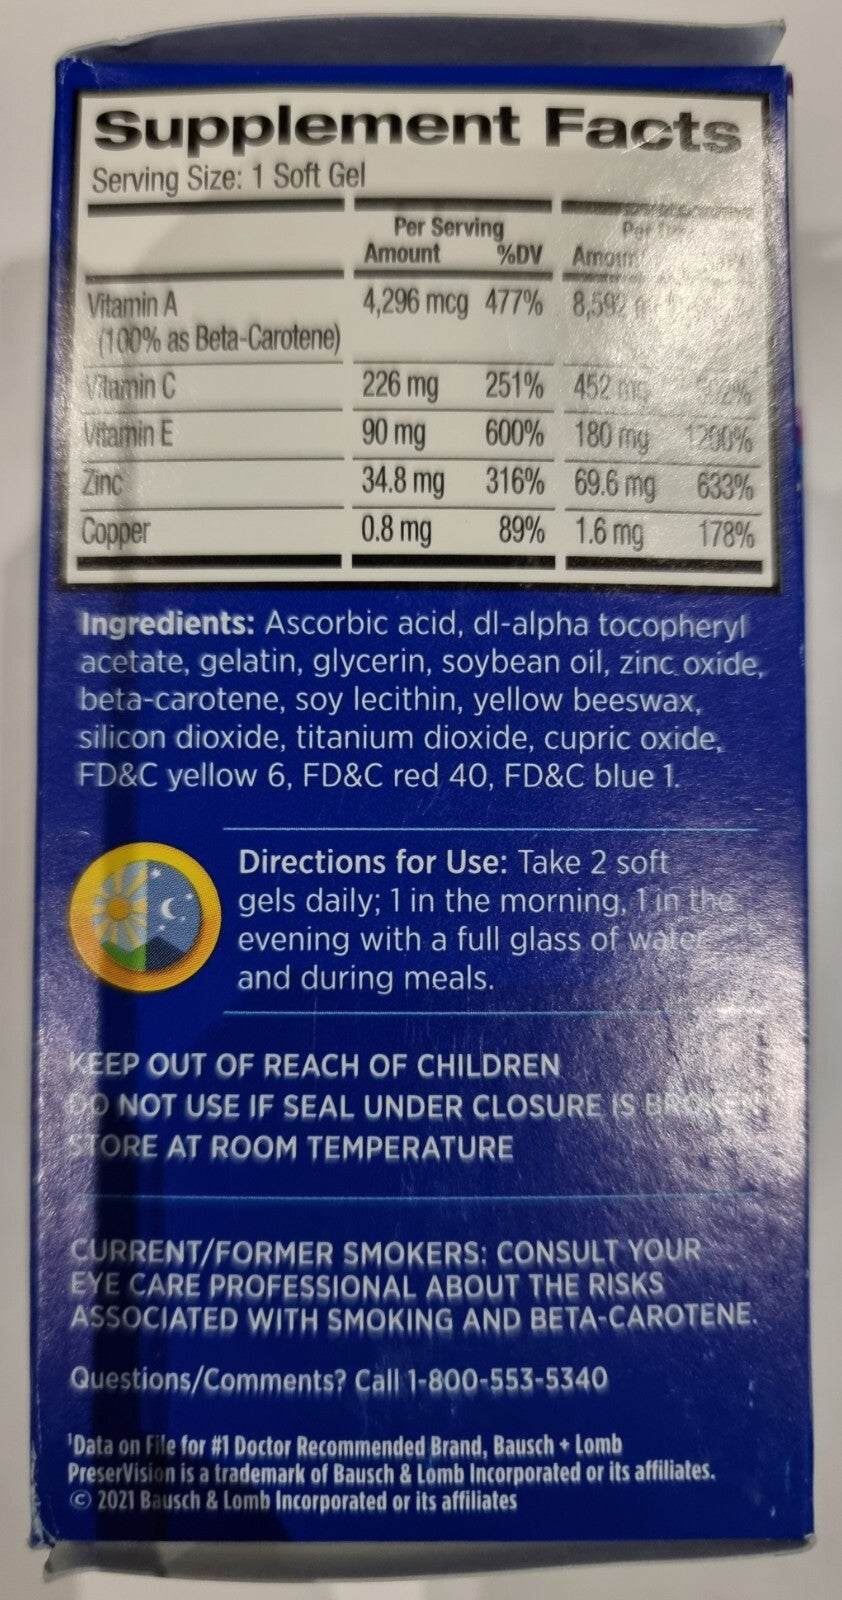 Supplement Facts
Serving Size: 1 Soft Gel
Per Serving Per
Amount %DV Amount
Vitamin A 4,296 mcg 477% 8,592
(100% as Beta-Carotene)
Vitamin C 226 mg 251% 452 mg
Vitamin E 90 mg 600% 180 mg 1200%
Zinc 34.8 mg 316% 69.6 mg 633%
Copper 0.8 mg 89% 1.6 mg 178%
Ingredients: Ascorbic acid, dl-alpha tocopheryl
acetate, gelatin, glycerin, soybean oil, zinc oxide,
beta-carotene, soy lecithin, yellow beeswax,
silicon dioxide, titanium dioxide, cupric oxide,
FD&C yellow 6, FD&C red 40, FD&C blue 1.
Directions for Use: Take 2 soft
gels daily; 1 in the morning, 1 in the
evening with a full glass of water
and during meals.
KEEP OUT OF REACH OF CHILDREN
DO NOT USE IF SEAL UNDER CLOSURE IS BROKEN
STORE AT ROOM TEMPERATURE
CURRENT/FORMER SMOKERS: CONSULT YOUR
EYE CARE PROFESSIONAL ABOUT THE RISKS
ASSOCIATED WITH SMOKING AND BETA-CAROTENE.
Questions/Comments? Call 1-800-553-5340
¹Data on File for #1 Doctor Recommended Brand, Bausch + Lomb
PreserVision is a trademark of Bausch & Lomb Incorporated or its affiliates.
© 2021 Bausch & Lomb Incorporated or its affiliates